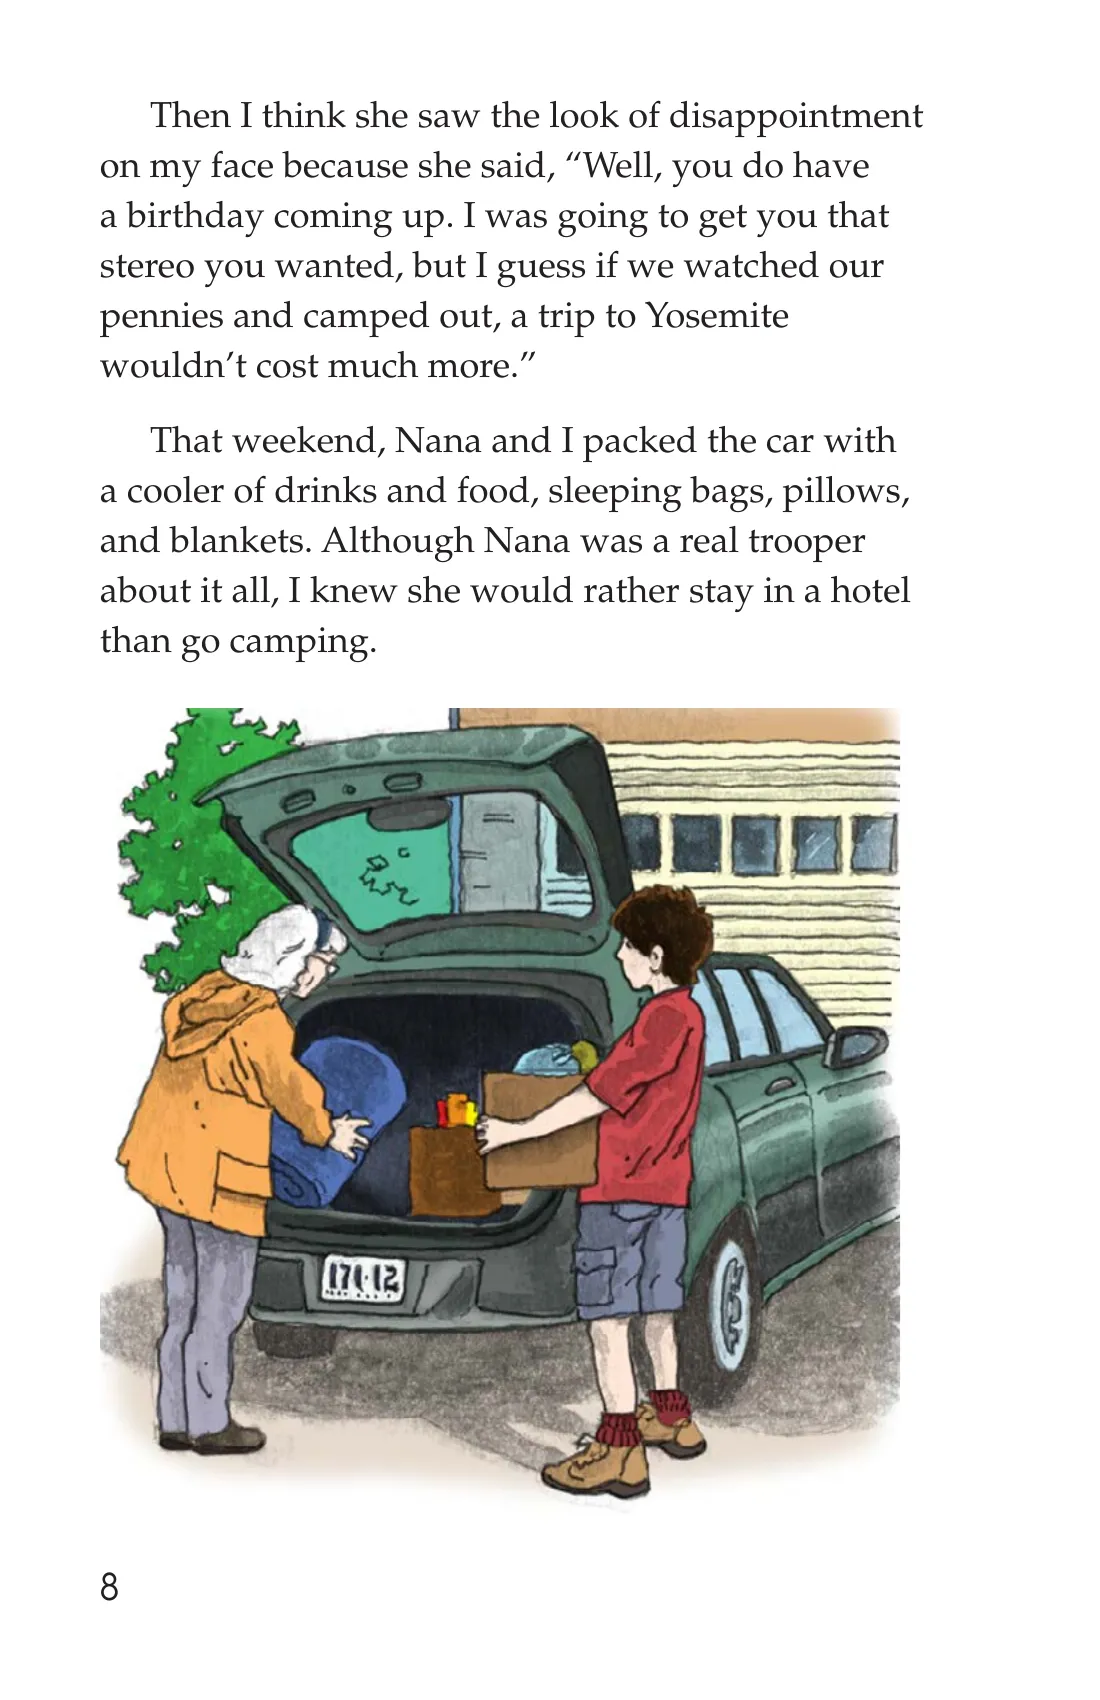 Then I think she saw the look of disappointment
on my face because she said, “Well, you do have
a birthday coming up. I was going to get you that
stereo you wanted, but I guess if we watched our
pennies and camped out, a trip to Yosemite
wouldn’t cost much more.”
That weekend, Nana and I packed the car with
a cooler of drinks and food, sleeping bags, pillows,
and blankets. Although Nana was a real trooper
about it all, I knew she would rather stay in a hotel
than go camping.
8